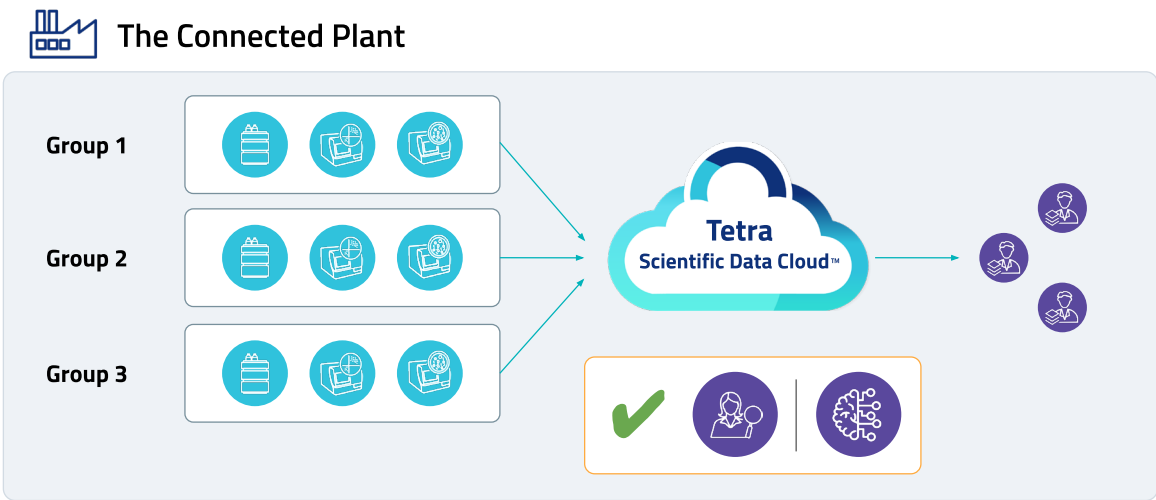 The Connected Plant
Group 1
Group 2
Group 3
Tetra
Scientific Data Cloud™